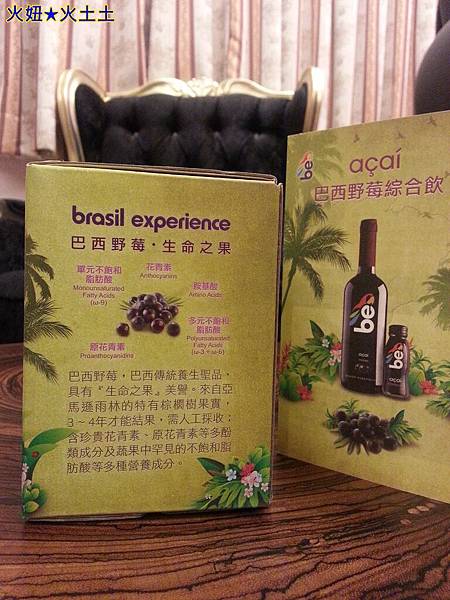 火妞★火土土
brasil experience
巴西野莓·生命之果
單元不飽和
脂肪酸
Monounsaturated
Fatty Acids
(ω-9)
花青素
Anthocyanins
胺基酸
Amino Acids
多元不飽和
脂肪酸
Polyunsaturated
Fatty Acids
(ω-3 + ω-6)
原花青素
Proanthocyanidins
巴西野莓，巴西傳統養生聖品，
具有『生命之果』美譽。來自亞
馬遜雨林的特有棕櫚樹果實，
3～4年才能結果，需人工採收；
含珍貴花青素、原花青素等多酚
類成分及蔬果中罕見的不飽和脂
肪酸等多種營養成分。
be
açaí
巴西野莓綜合飲
be
açaí
be
açaí